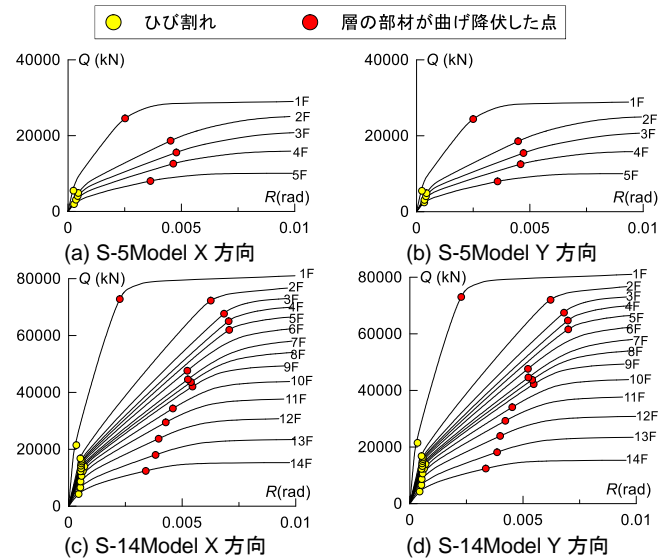 ひび割れ 層の部材が曲げ降伏した点
40000 Q (kN)
1F
2F
20000
3F
4F
5F
R(rad)
0
0 0.005 0.01
(a) S-5Model X 方向
40000 Q (kN)
1F
2F
20000
3F
4F
5F
R(rad)
0
0 0.005 0.01
(b) S-5Model Y 方向
80000 Q (kN)
1F
2F
3F
4F
5F
60000
6F
7F
8F
9F
40000
10F
11F
12F
20000
13F
14F
R(rad)
0
0 0.005 0.01
(c) S-14Model X 方向
80000 Q (kN)
1F
2F
3F
4F
5F
60000
6F
7F
8F
9F
40000
10F
11F
12F
20000
13F
14F
R(rad)
0
0 0.005 0.01
(d) S-14Model Y 方向